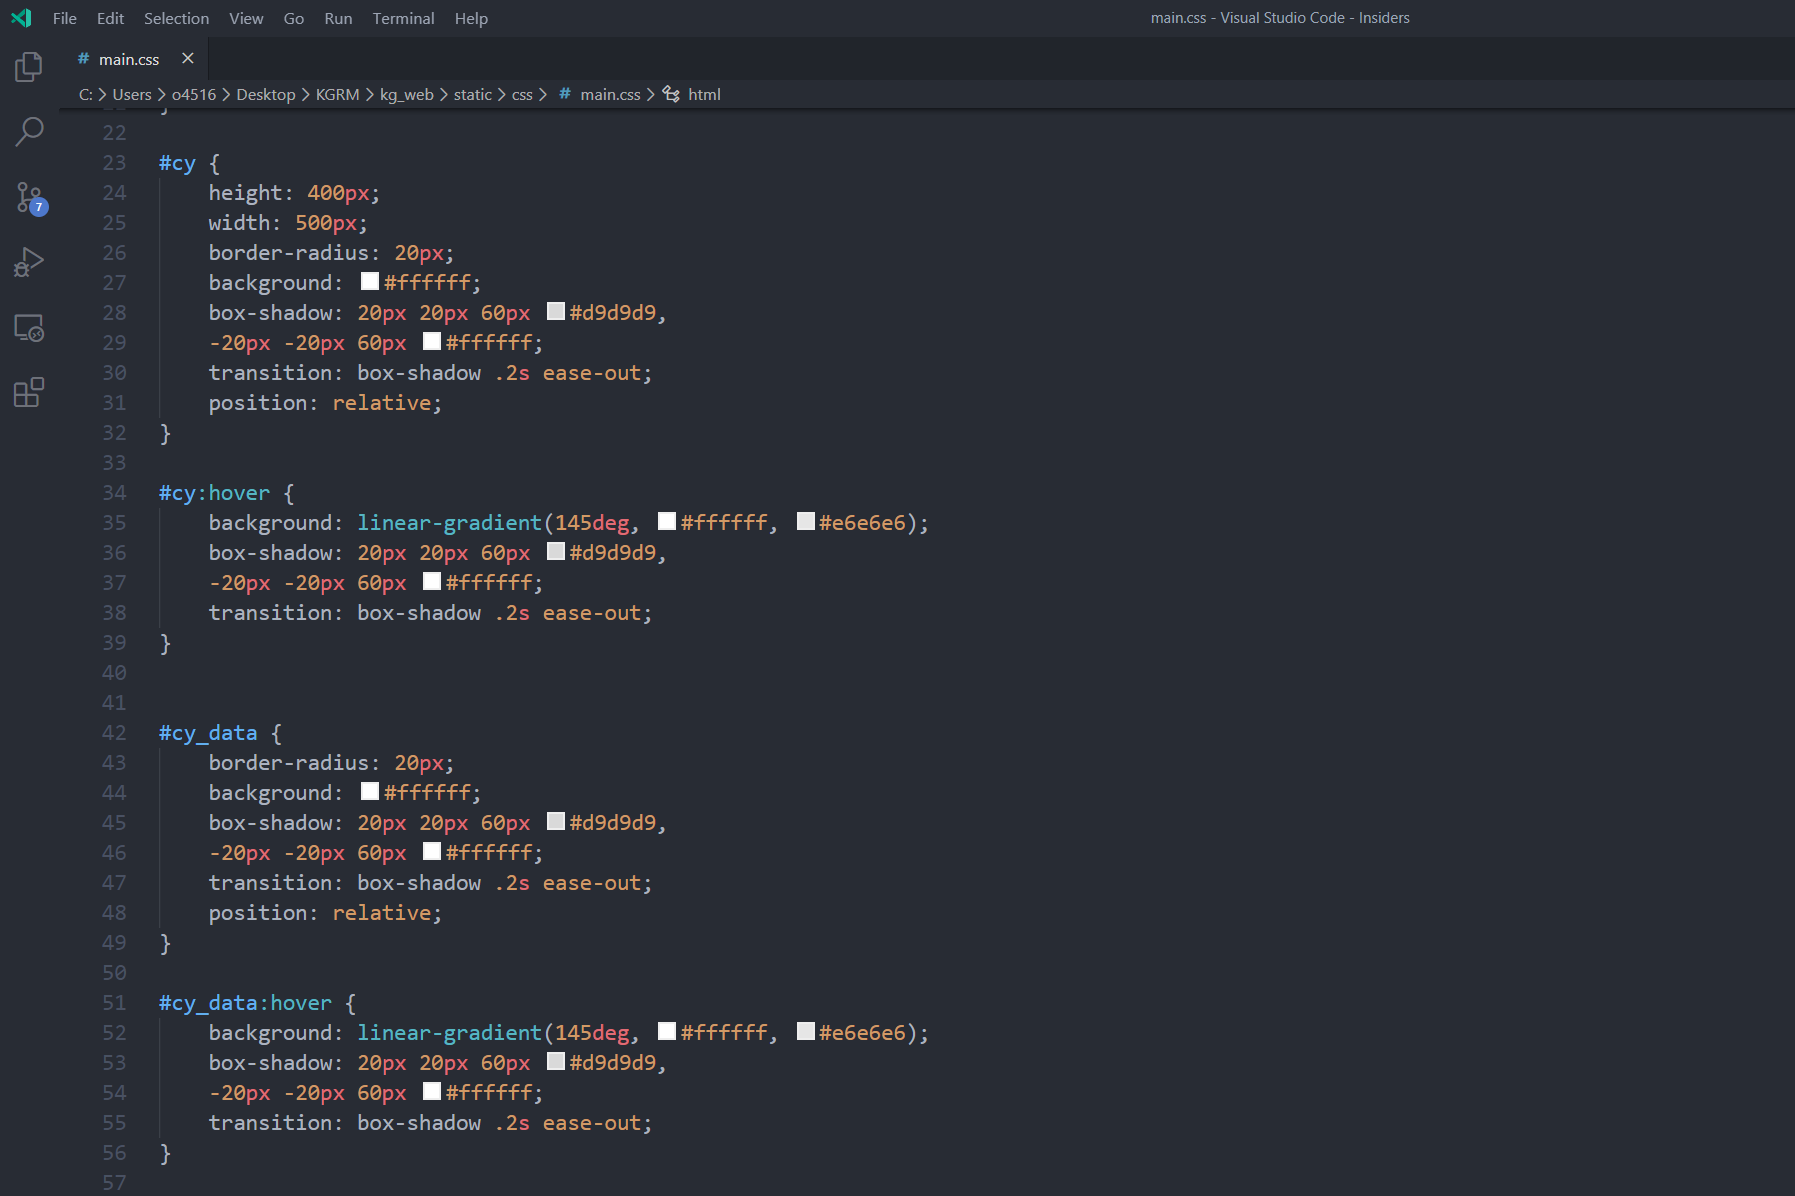 File Edit Selection View Go Run Terminal Help main.css - Visual Studio Code - Insiders
# main.css ×
C: > Users > o4516 > Desktop > KGRM > kg_web > static > css > # main.css > html
22
23 #cy {
24     height: 400px;
25     width: 500px;
26     border-radius: 20px;
27     background: #ffffff;
28     box-shadow: 20px 20px 60px #d9d9d9,
29     -20px -20px 60px #ffffff;
30     transition: box-shadow .2s ease-out;
31     position: relative;
32 }
33
34 #cy:hover {
35     background: linear-gradient(145deg, #ffffff, #e6e6e6);
36     box-shadow: 20px 20px 60px #d9d9d9,
37     -20px -20px 60px #ffffff;
38     transition: box-shadow .2s ease-out;
39 }
40
41
42 #cy_data {
43     border-radius: 20px;
44     background: #ffffff;
45     box-shadow: 20px 20px 60px #d9d9d9,
46     -20px -20px 60px #ffffff;
47     transition: box-shadow .2s ease-out;
48     position: relative;
49 }
50
51 #cy_data:hover {
52     background: linear-gradient(145deg, #ffffff, #e6e6e6);
53     box-shadow: 20px 20px 60px #d9d9d9,
54     -20px -20px 60px #ffffff;
55     transition: box-shadow .2s ease-out;
56 }
57
7